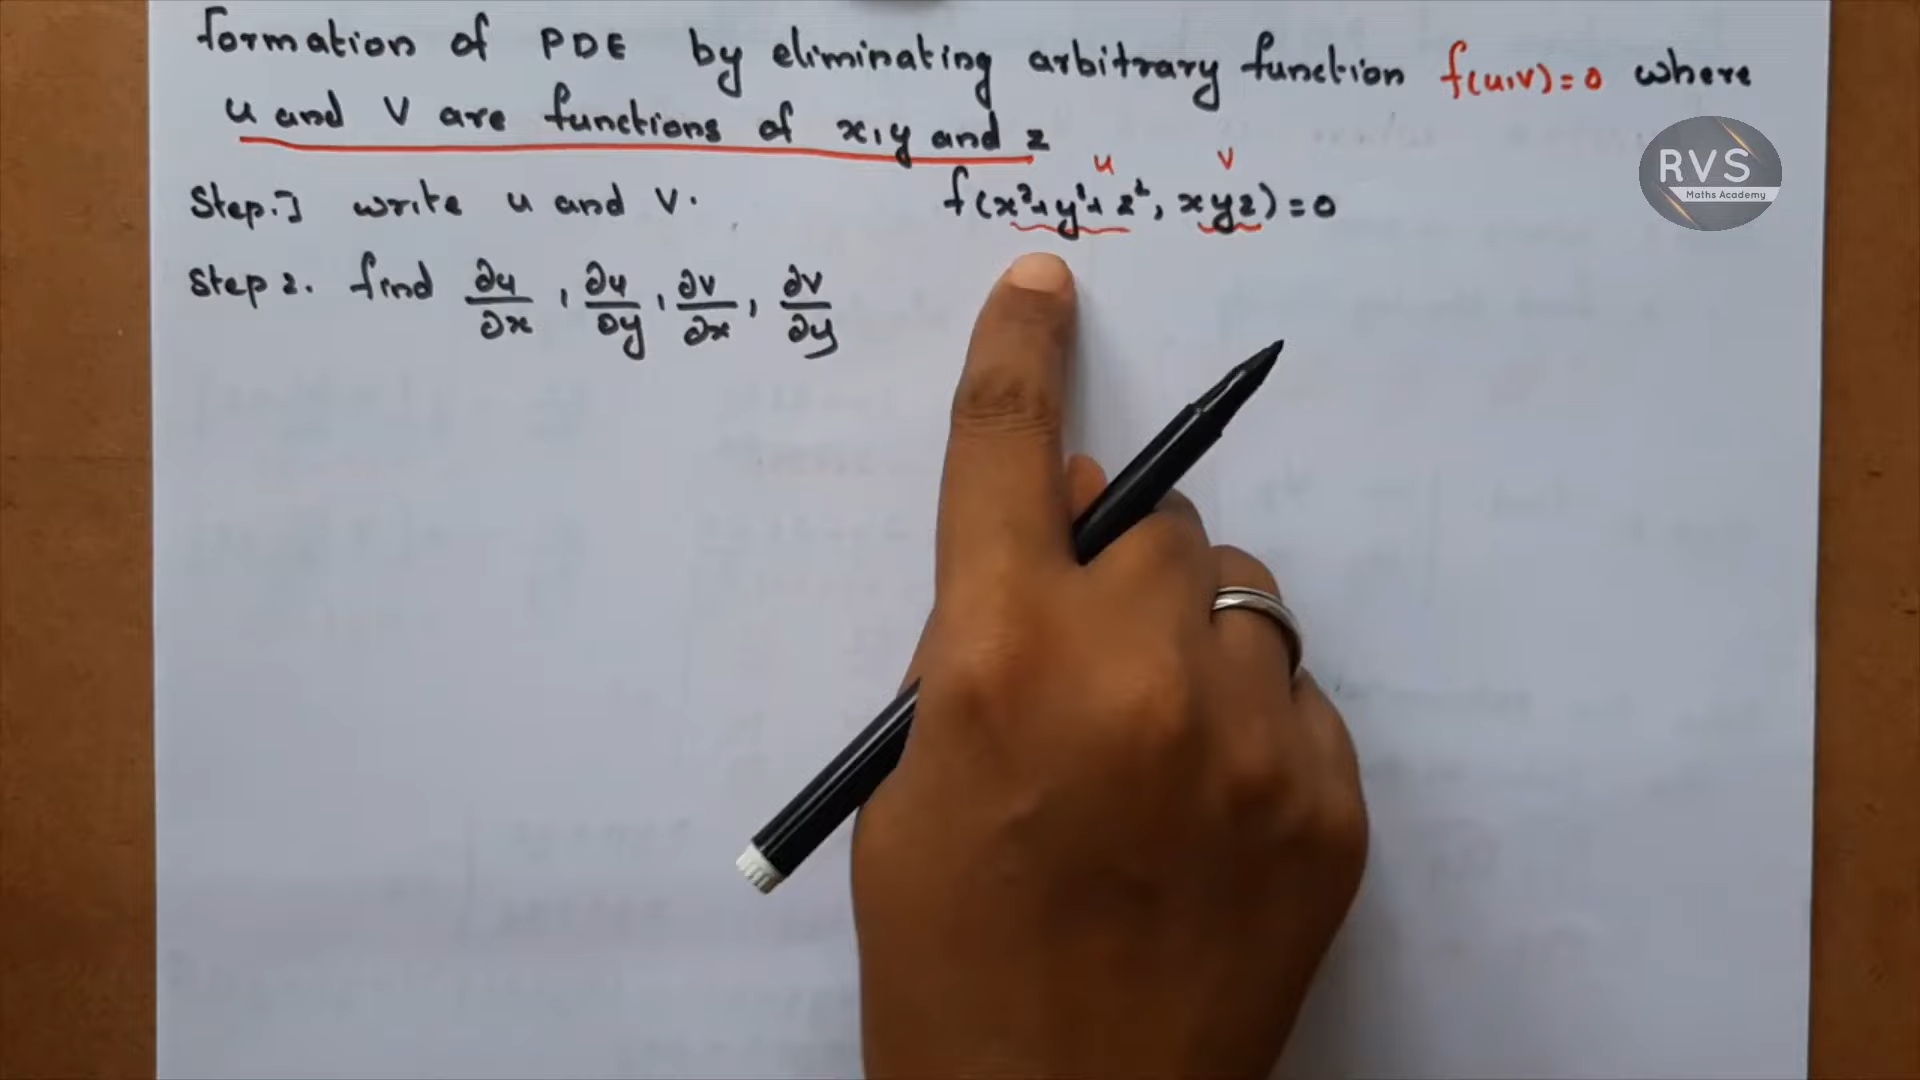 Formation of PDE by eliminating arbitrary function f(u,v)=0 where
u and v are functions of x,y and z
u v
Step.1 write u and v. f(x²+y²+z², xyz)=0
Step 2. find ∂u/∂x , ∂u/∂y , ∂v/∂x , ∂v/∂y
RVS
Maths Academy